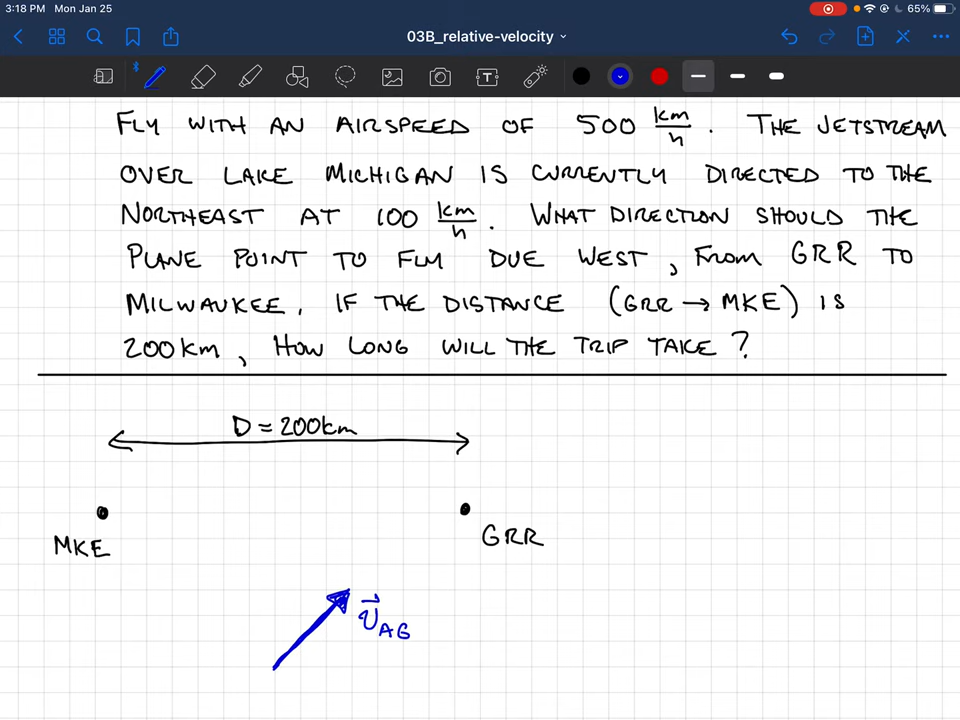 3:18 PM Mon Jan 25
65%
03B_relative-velocity
FLY WITH AN AIRSPEED OF 500 km/h. THE JETSTREAM
OVER LAKE MICHIGAN IS CURRENTLY DIRECTED TO THE
NORTHEAST AT 100 km/h. WHAT DIRECTION SHOULD THE
PLANE POINT TO FLY DUE WEST, FROM GRR TO
MILWAUKEE. IF THE DISTANCE (GRR → MKE) IS
200km, HOW LONG WILL THE TRIP TAKE?
D = 200km
MKE
GRR
v⃗AG